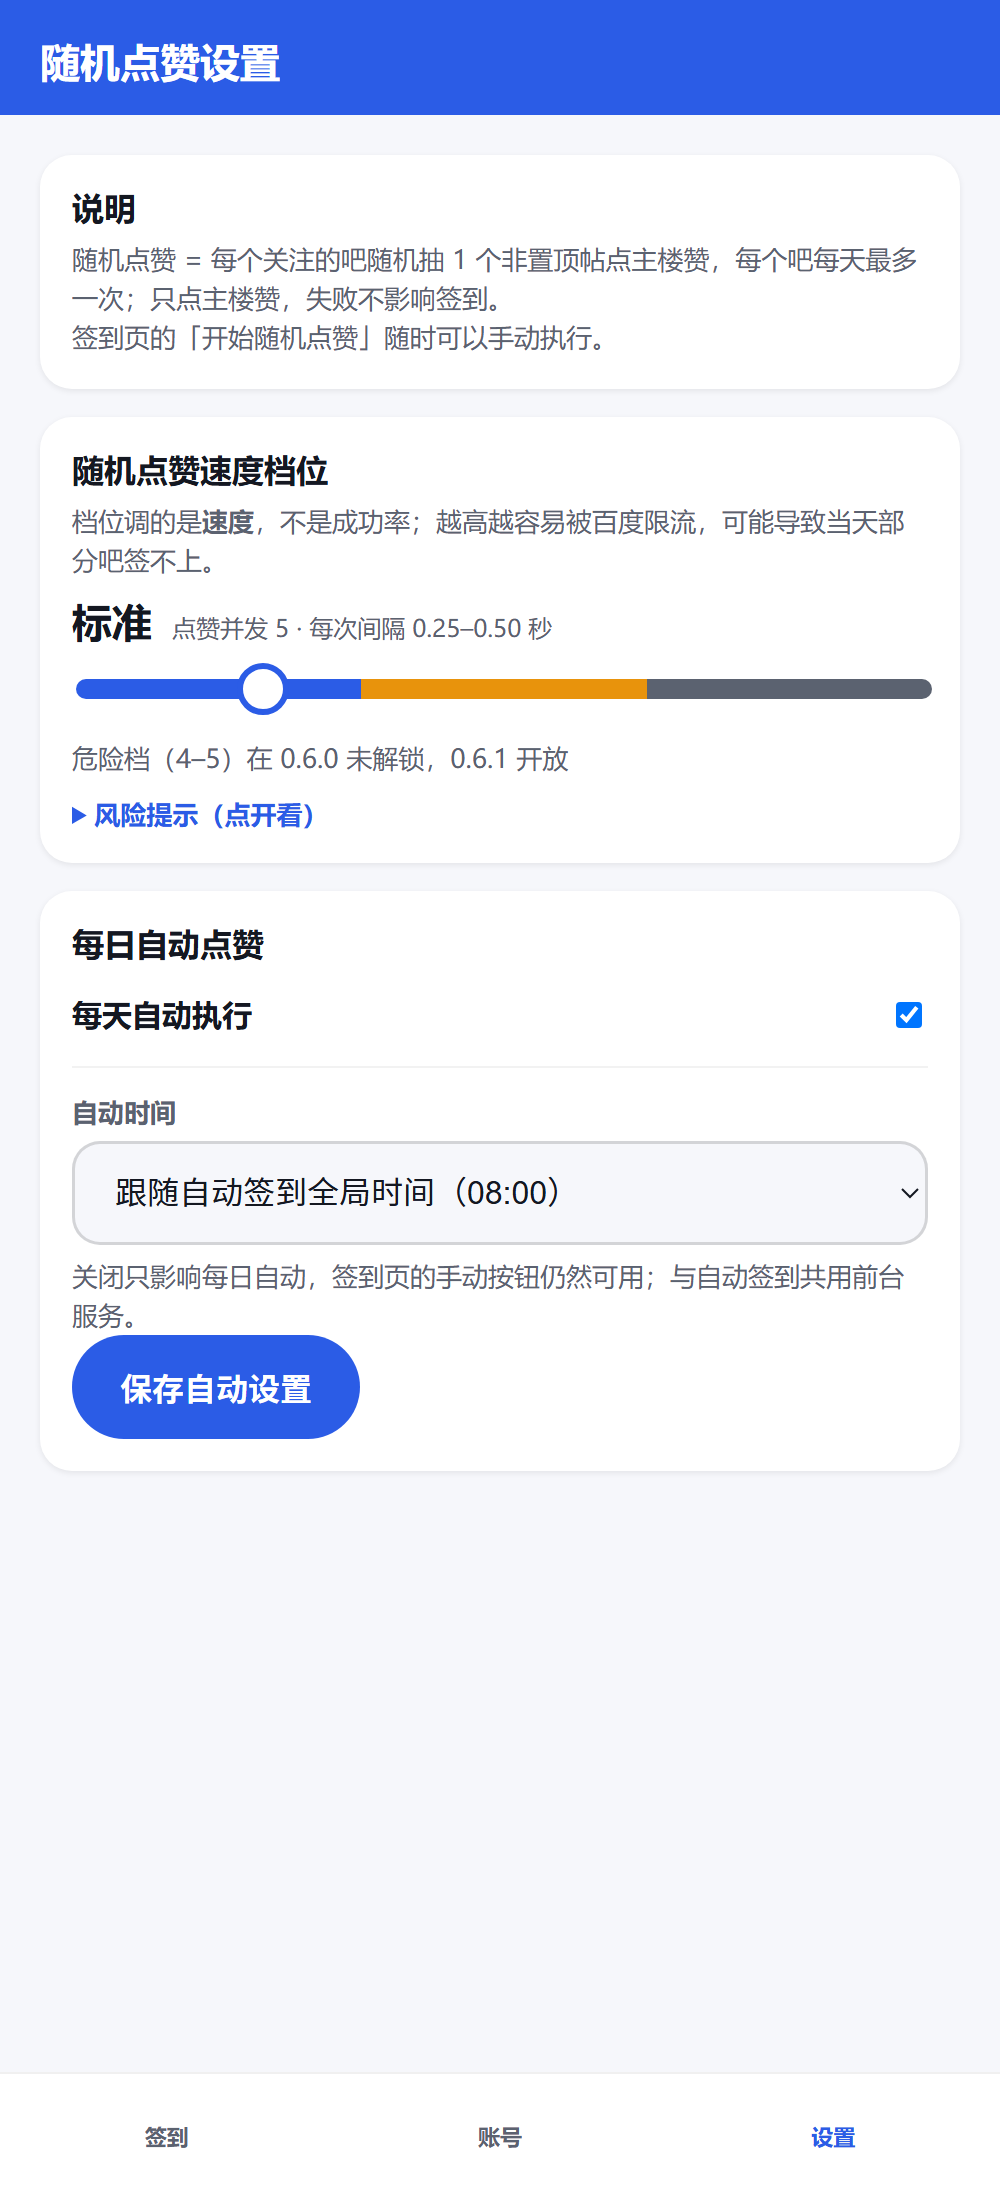 随机点赞设置
说明
随机点赞 = 每个关注的吧随机抽 1 个非置顶帖点主楼赞，每个吧每天最多
一次；只点主楼赞，失败不影响签到。
签到页的「开始随机点赞」随时可以手动执行。
随机点赞速度档位
档位调的是速度，不是成功率；越高越容易被百度限流，可能导致当天部
分吧签不上。
标准 点赞并发 5 · 每次间隔 0.25–0.50 秒
危险档（4–5）在 0.6.0 未解锁，0.6.1 开放
▶ 风险提示（点开看）
每日自动点赞
每天自动执行
自动时间
跟随自动签到全局时间（08:00）
关闭只影响每日自动，签到页的手动按钮仍然可用；与自动签到共用前台
服务。
保存自动设置
签到 账号 设置